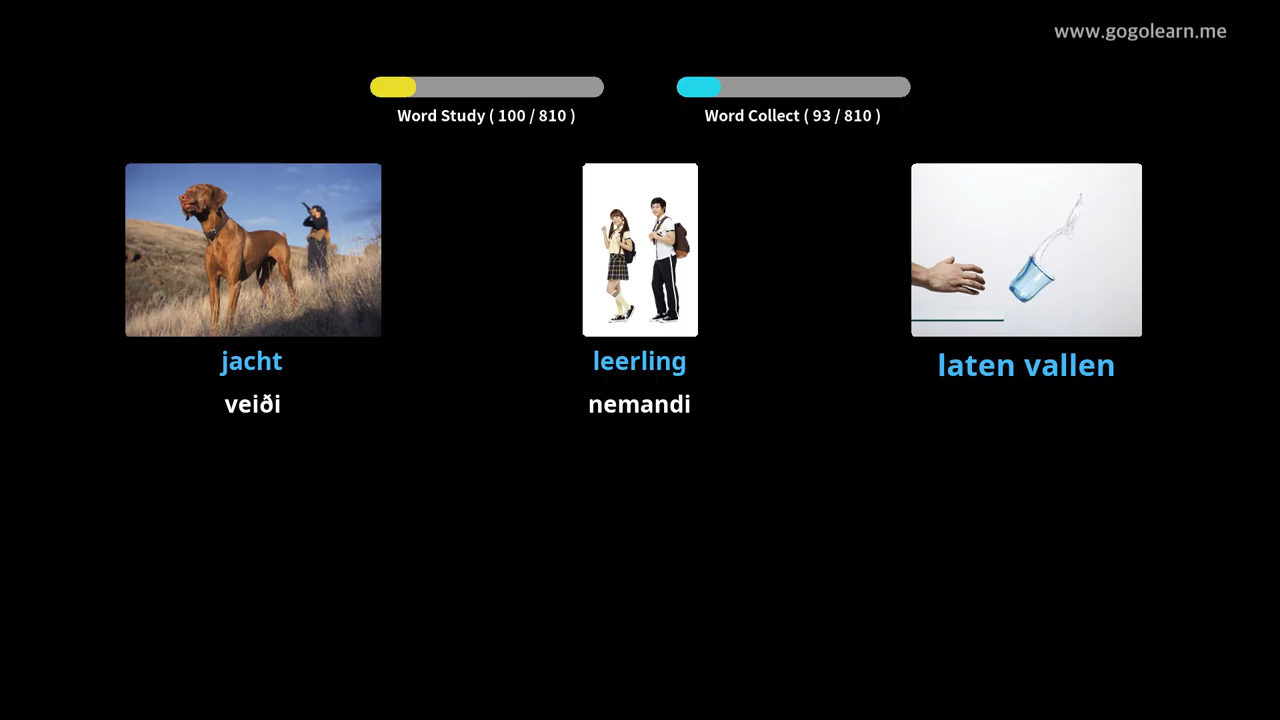 www.gogolearn.me
Word Study ( 100 / 810 )
Word Collect ( 93 / 810 )
jacht
leerling
laten vallen
veiði
nemandi